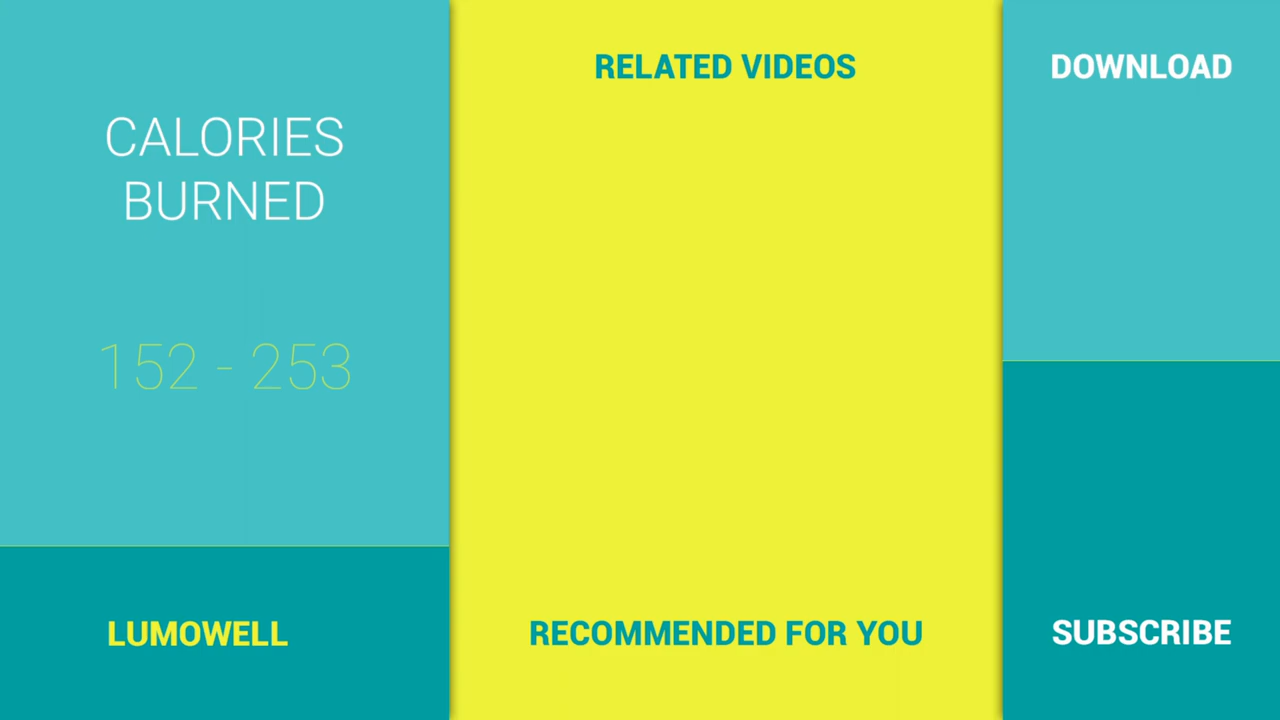 CALORIES
BURNED
152 - 253
LUMOWELL
RELATED VIDEOS
RECOMMENDED FOR YOU
DOWNLOAD
SUBSCRIBE